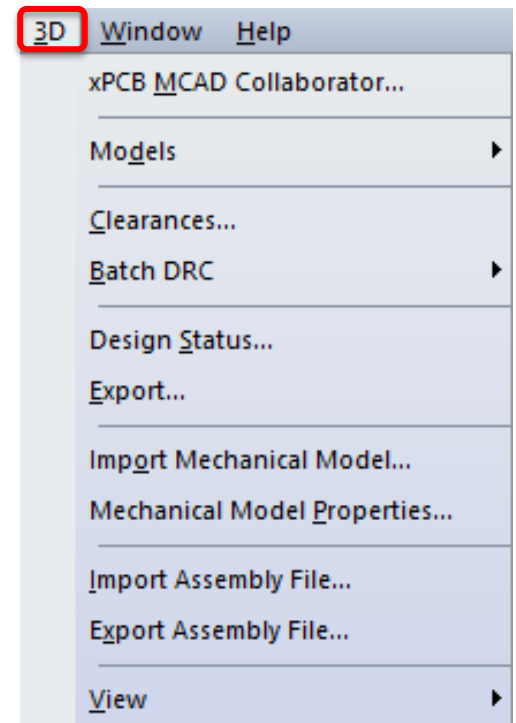 3D Window Help
xPCB MCAD Collaborator...
Models
Clearances...
Batch DRC
Design Status...
Export...
Import Mechanical Model...
Mechanical Model Properties...
Import Assembly File...
Export Assembly File...
View